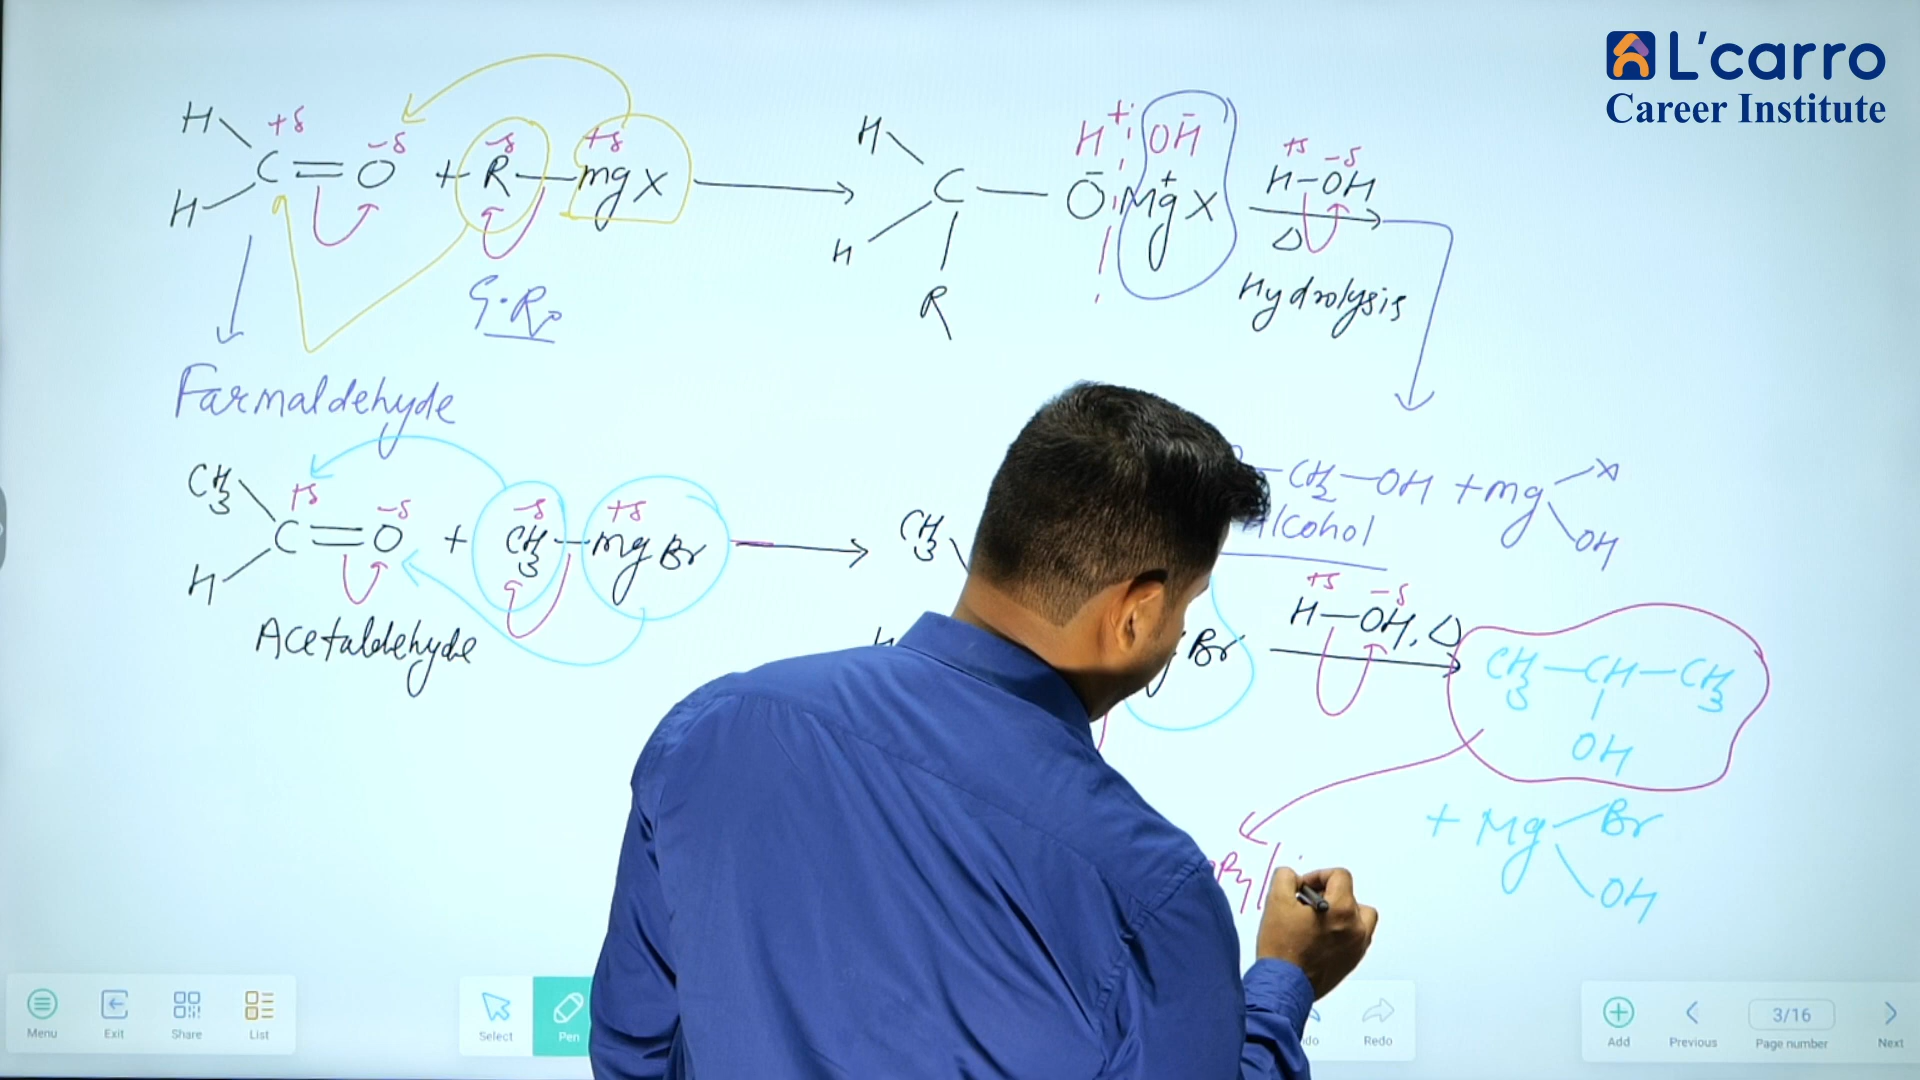 L'carro
Career Institute
H +δ -δ -δ +δ
C=O + R-mgX
H
G.R.
Farmaldehyde
H H+ OH-
C-O- Mg+X
H
R
+δ -δ
H-OH
Δ
Hydrolysis
-CH2-OH + mg X
OH
Alcohol
CH3 +δ -δ -δ +δ
C=O + CH3-mgBr
H
Acetaldehyde
CH3
Br
+δ -δ
H-OH, Δ
CH3-CH-CH3
OH
+ Mg Br
OH
Menu
Exit
Share
List
Select
Pen
Redo
Add
Previous
3/16
Page number
Next